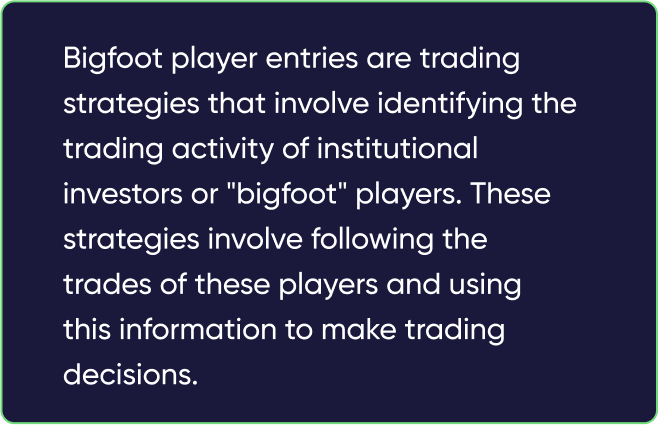 Bigfoot player entries are trading
strategies that involve identifying the
trading activity of institutional
investors or "bigfoot" players. These
strategies involve following the
trades of these players and using
this information to make trading
decisions.